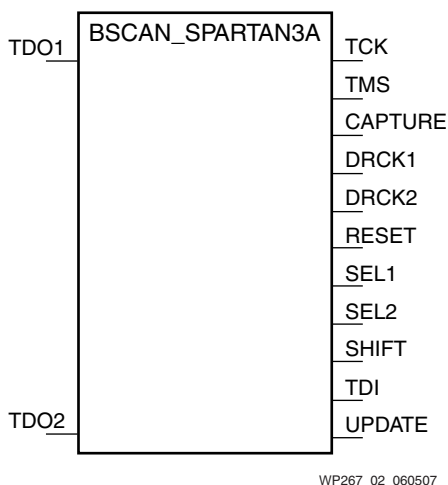 BSCAN_SPARTAN3A
TDO1
TCK
TMS
CAPTURE
DRCK1
DRCK2
RESET
SEL1
SEL2
SHIFT
TDI
TDO2
UPDATE
WP267_02_060507